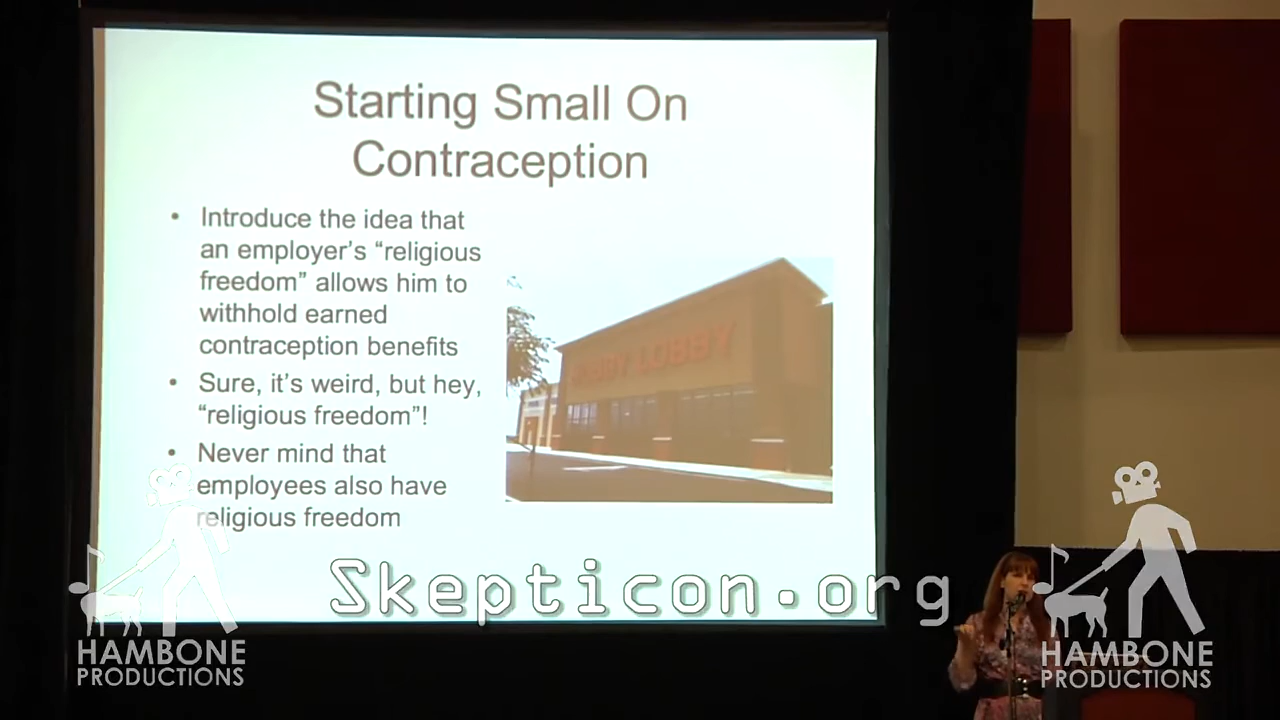 Starting Small On
Contraception
• Introduce the idea that
an employer’s “religious
freedom” allows him to
withhold earned
contraception benefits
• Sure, it’s weird, but hey,
“religious freedom”!
• Never mind that
employees also have
religious freedom
HOBBY LOBBY
Skepticon.org
HAMBONE
PRODUCTIONS
HAMBONE
PRODUCTIONS